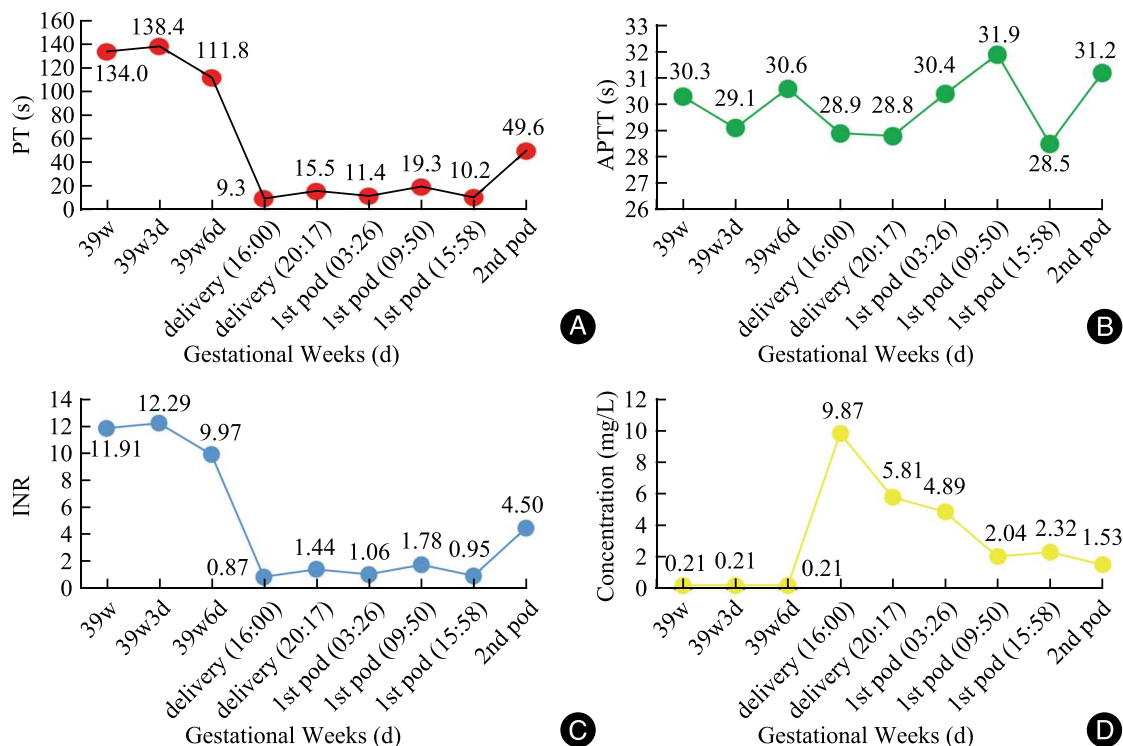 160
140
120
100
80
60
40
20
0
PT (s)
134.0
138.4
111.8
9.3
15.5
11.4
19.3
10.2
49.6
39w
39w3d
39w6d
delivery (16:00)
delivery (20:17)
1st pod (03:26)
1st pod (09:50)
1st pod (15:58)
2nd pod
Gestational Weeks (d)
A
33
32
31
30
29
28
27
26
APTT (s)
30.3
29.1
30.6
28.9
28.8
30.4
31.9
28.5
31.2
39w
39w3d
39w6d
delivery (16:00)
delivery (20:17)
1st pod (03:26)
1st pod (09:50)
1st pod (15:58)
2nd pod
Gestational Weeks (d)
B
14
12
10
8
6
4
2
0
INR
11.91
12.29
9.97
0.87
1.44
1.06
1.78
0.95
4.50
39w
39w3d
39w6d
delivery (16:00)
delivery (20:17)
1st pod (03:26)
1st pod (09:50)
1st pod (15:58)
2nd pod
Gestational Weeks (d)
C
12
10
8
6
4
2
0
Concentration (mg/L)
0.21
0.21
0.21
9.87
5.81
4.89
2.04
2.32
1.53
39w
39w3d
39w6d
delivery (16:00)
delivery (20:17)
1st pod (03:26)
1st pod (09:50)
1st pod (15:58)
2nd pod
Gestational Weeks (d)
D